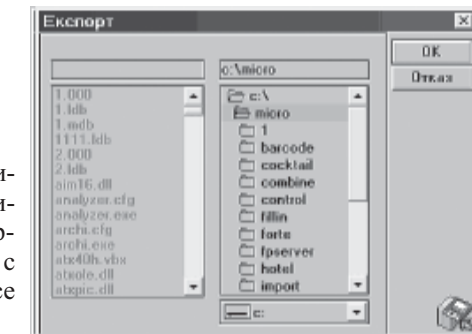 Експорт
OK
Отказ
c:\micro
1.000
1.ldb
1.mdb
1111.ldb
2.000
2.ldb
aim16.dll
analyzer.cfg
analyzer.exe
archi.cfg
archi.exe
atx40h.vbx
atxole.dll
atxpic.dll
c:\
micro
1
barcode
cocktail
combine
control
fillin
forte
fpserver
hotel
import
c:
с